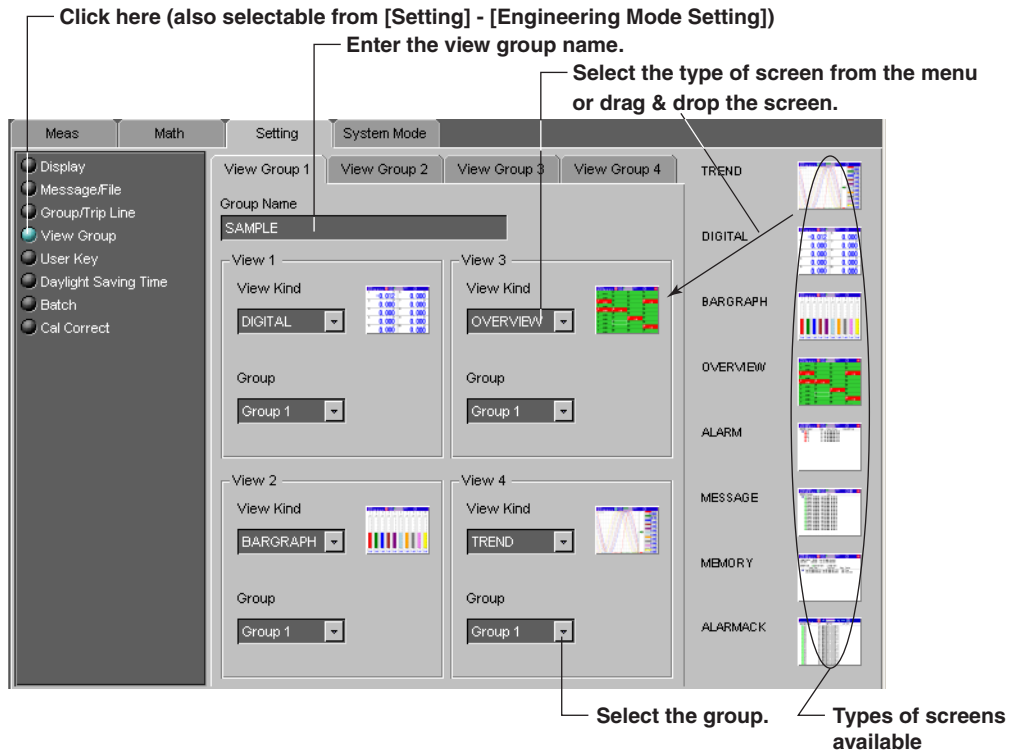 Click here (also selectable from [Setting] - [Engineering Mode Setting])
Enter the view group name.
Select the type of screen from the menu
or drag & drop the screen.
Meas
Math
Setting
System Mode
Display
Message/File
Group/Trip Line
View Group
User Key
Daylight Saving Time
Batch
Cal Correct
View Group 1
View Group 2
View Group 3
View Group 4
Group Name
SAMPLE
View 1
View Kind
DIGITAL
Group
Group 1
View 3
View Kind
OVERVIEW
Group
Group 1
View 2
View Kind
BARGRAPH
Group
Group 1
View 4
View Kind
TREND
Group
Group 1
TREND
DIGITAL
BARGRAPH
OVERVIEW
ALARM
MESSAGE
MEMORY
ALARMACK
Select the group.
Types of screens
available